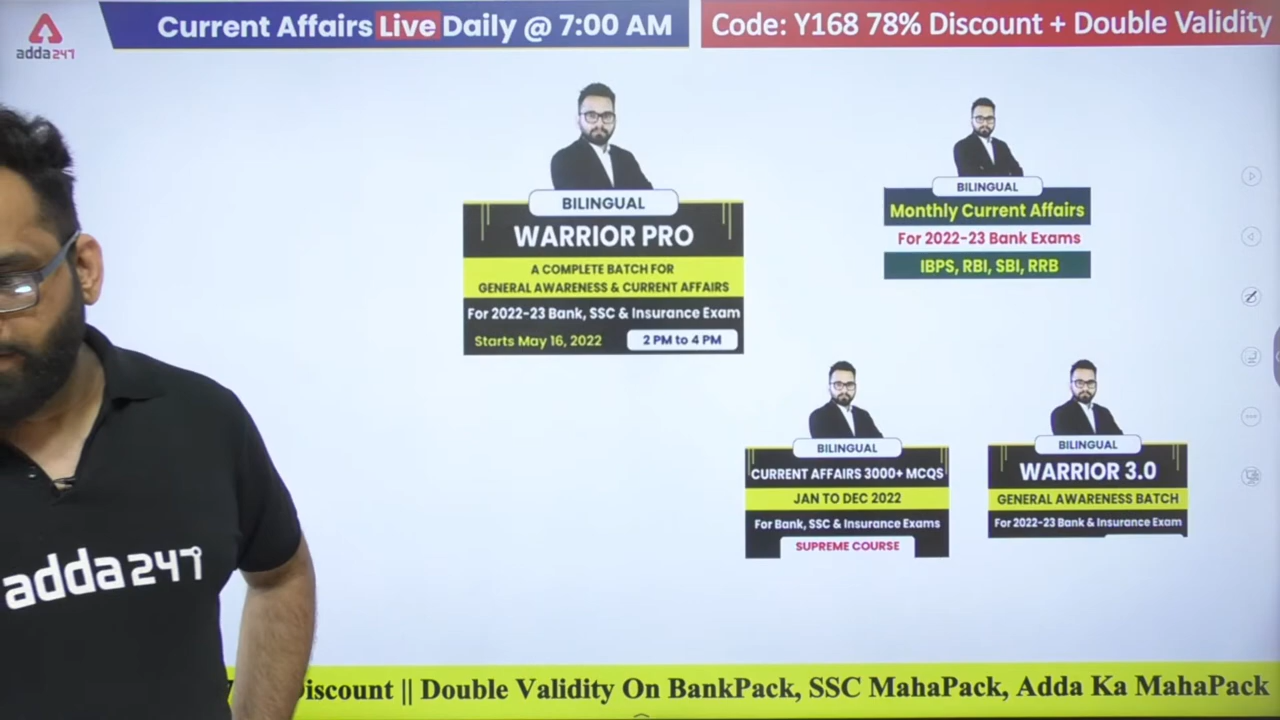 adda247
Current Affairs Live Daily @ 7:00 AM
Code: Y168 78% Discount + Double Validity
BILINGUAL
WARRIOR PRO
A COMPLETE BATCH FOR
GENERAL AWARENESS & CURRENT AFFAIRS
For 2022-23 Bank, SSC & Insurance Exam
Starts May 16, 2022
2 PM to 4 PM
BILINGUAL
Monthly Current Affairs
For 2022-23 Bank Exams
IBPS, RBI, SBI, RRB
BILINGUAL
CURRENT AFFAIRS 3000+ MCQS
JAN TO DEC 2022
For Bank, SSC & Insurance Exams
SUPREME COURSE
BILINGUAL
WARRIOR 3.0
GENERAL AWARENESS BATCH
For 2022-23 Bank & Insurance Exam
adda247
iscount || Double Validity On BankPack, SSC MahaPack, Adda Ka MahaPack